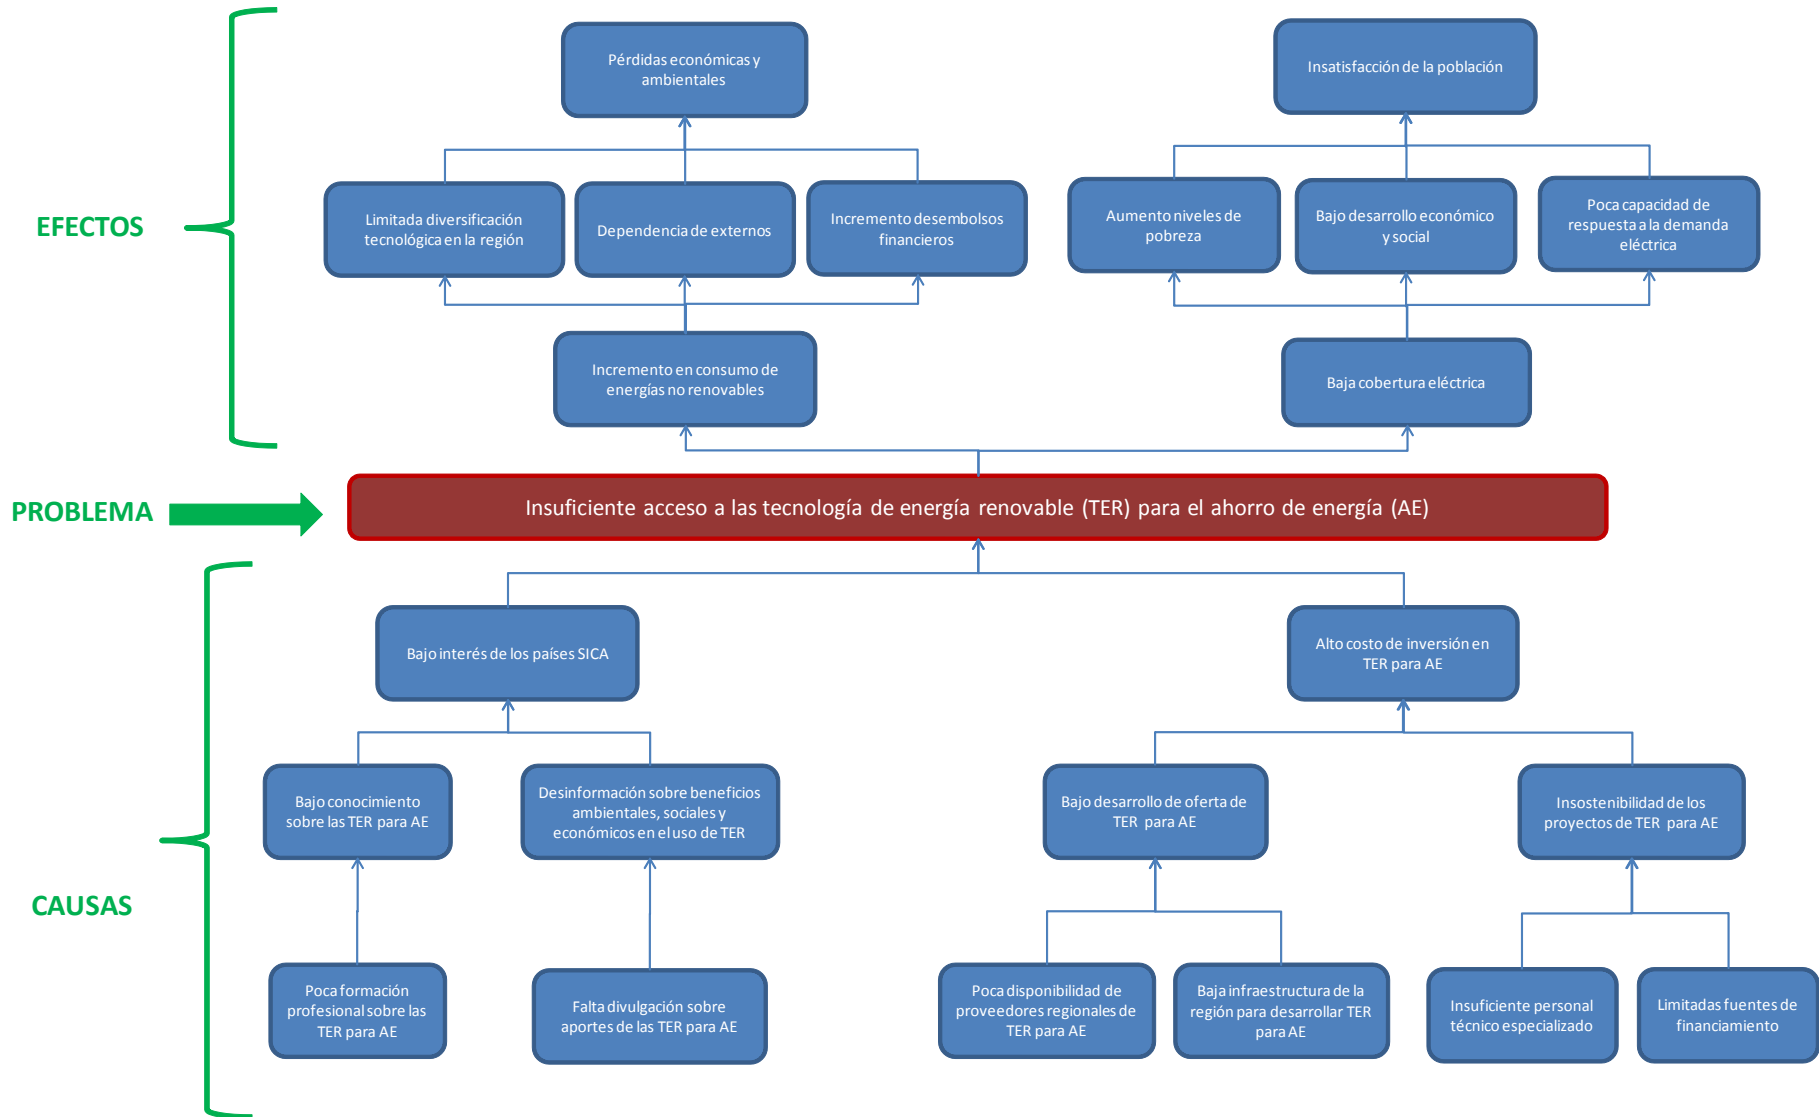 Pérdidas económicas y
ambientales
Insatisfacción de la población
EFECTOS
Limitada diversificación
tecnológica en la región
Dependencia de externos
Incremento desembolsos
financieros
Aumento niveles de
pobreza
Bajo desarrollo económico
y social
Poca capacidad de
respuesta a la demanda
eléctrica
Incremento en consumo de
energías no renovables
Baja cobertura eléctrica
PROBLEMA
Insuficiente acceso a las tecnología de energía renovable (TER) para el ahorro de energía (AE)
Bajo interés de los países SICA
Alto costo de inversión en
TER para AE
Bajo conocimiento
sobre las TER para AE
Desinformación sobre beneficios
ambientales, sociales y
económicos en el uso de TER
Bajo desarrollo de oferta de
TER para AE
Insostenibilidad de los
proyectos de TER para AE
CAUSAS
Poca formación
profesional sobre las
TER para AE
Falta divulgación sobre
aportes de las TER para AE
Poca disponibilidad de
proveedores regionales de
TER para AE
Baja infraestructura de la
región para desarrollar TER
para AE
Insuficiente personal
técnico especializado
Limitadas fuentes de
financiamiento